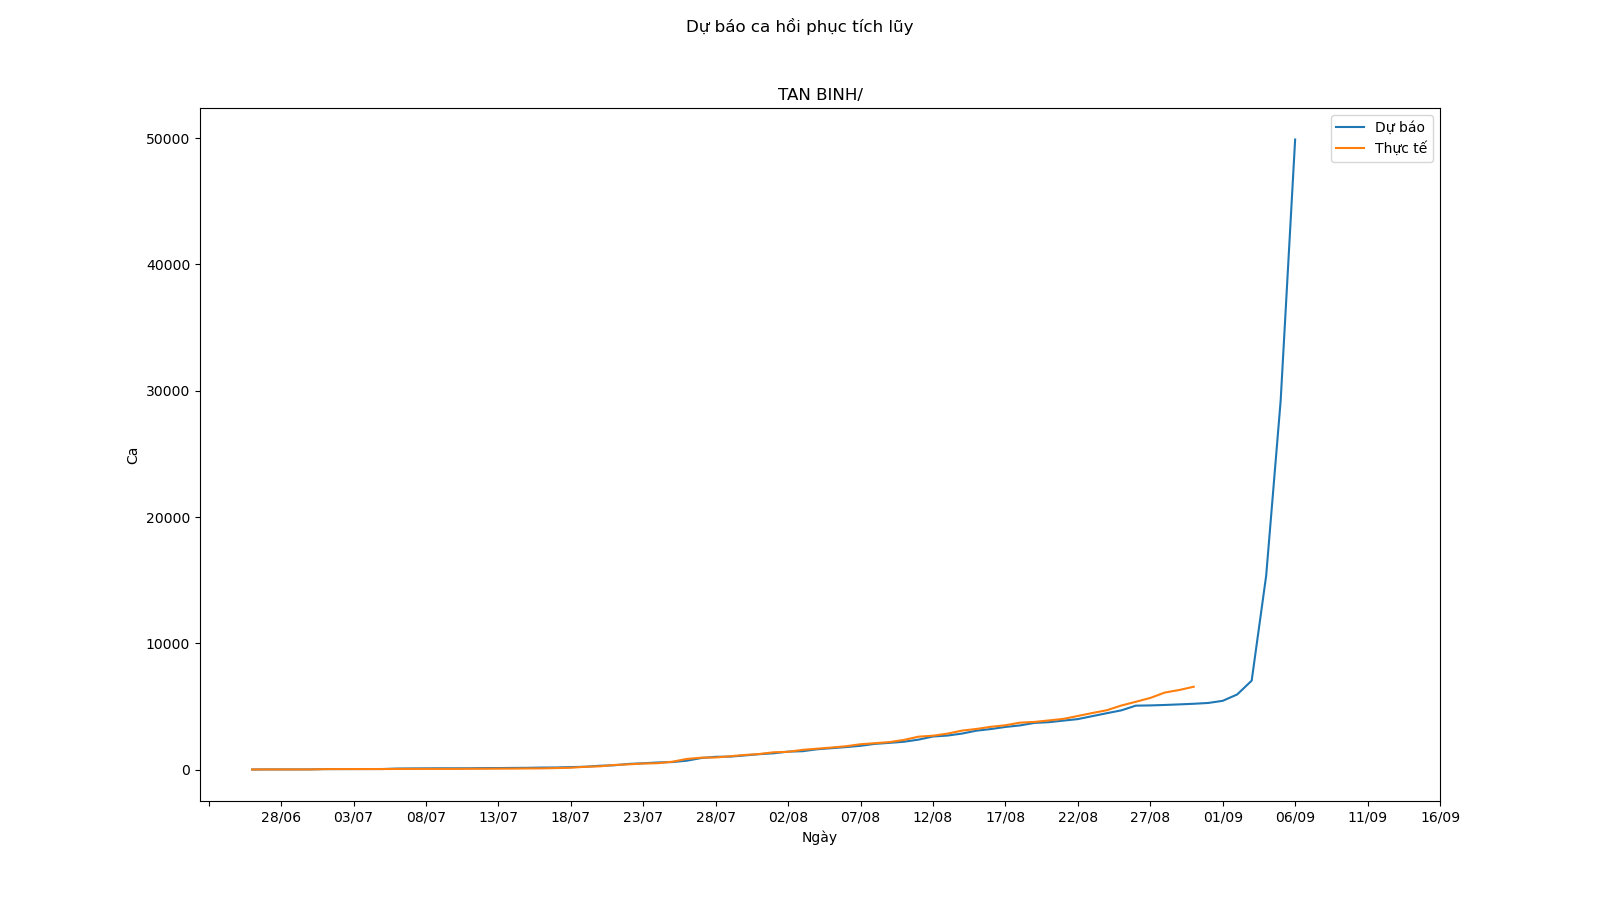 Dự báo ca hồi phục tích lũy
TAN BINH/
Dự báo
Thực tế
50000
40000
30000
20000
10000
0
Ca
28/06 03/07 08/07 13/07 18/07 23/07 28/07 02/08 07/08 12/08 17/08 22/08 27/08 01/09 06/09 11/09 16/09
Ngày